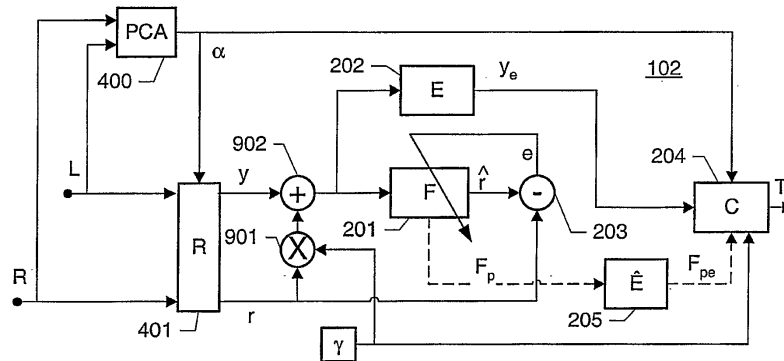 PCA
400
α
202
E
y_e
102
L
902
y
+
F
r̂
e
-
203
204
C
T
R
901
X
201
R
r
401
F_p
Ê
F_pe
205
γ